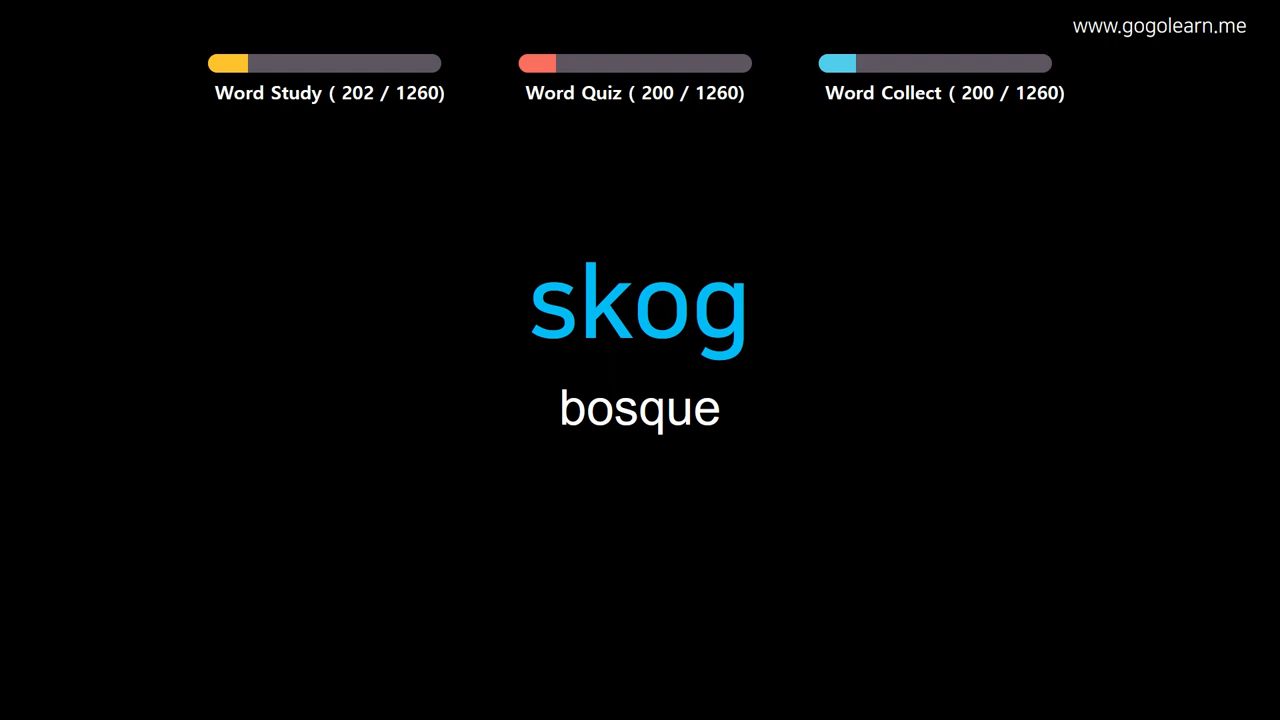 www.gogolearn.me
Word Study ( 202 / 1260)
Word Quiz ( 200 / 1260)
Word Collect ( 200 / 1260)
skog
bosque